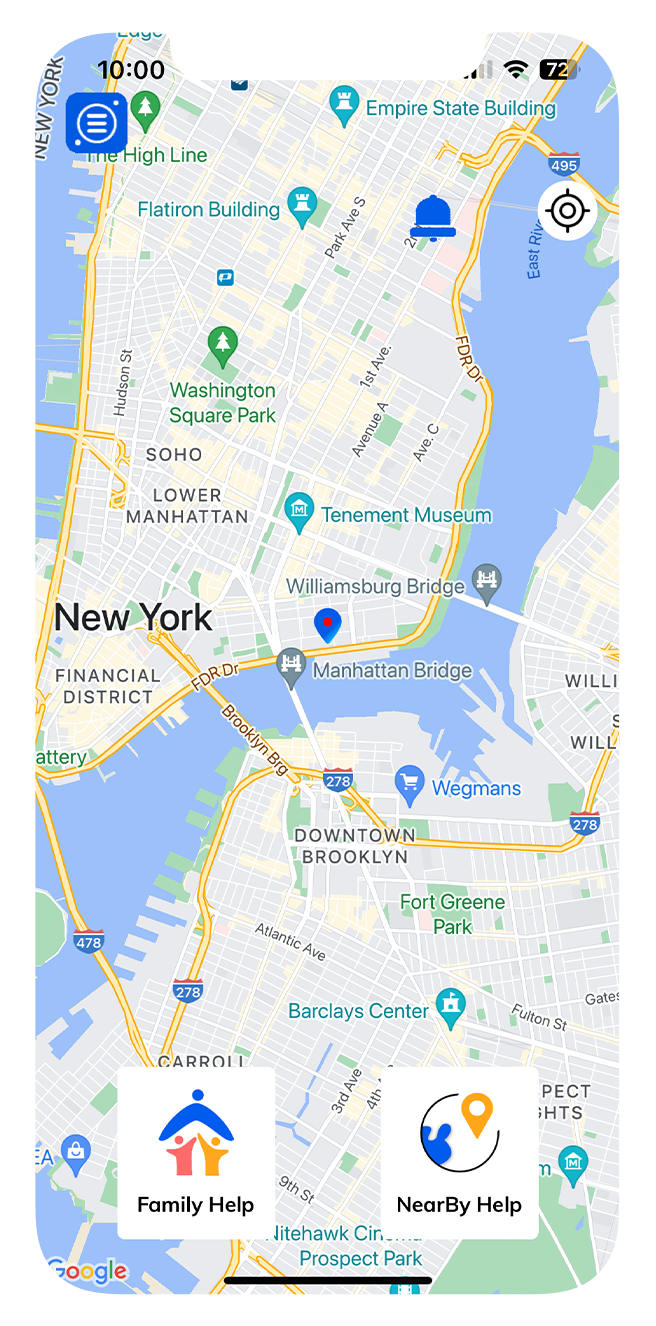 Edge
10:00
72
NEW YORK
Empire State Building
The High Line
495
Flatiron Building
Park Ave S
East Rive
FDR Dr
Hudson St
1st Ave.
Washington
Square Park
Avenue A
Ave. C
SOHO
LOWER
MANHATTAN
Tenement Museum
Williamsburg Bridge
New York
FINANCIAL
DISTRICT
FDR Dr
Manhattan Bridge
WILLI
S
WILL
Brooklyn Brg
attery
278
Wegmans
278
DOWNTOWN
BROOKLYN
Fort Greene
Park
478
Atlantic Ave
278
Gates
Barclays Center
Fulton St
CARROLL
3rd Ave
4th A
PECT
GHTS
EA
m
9th St
Family Help
NearBy Help
Nitehawk Cinema
Prospect Park
Google